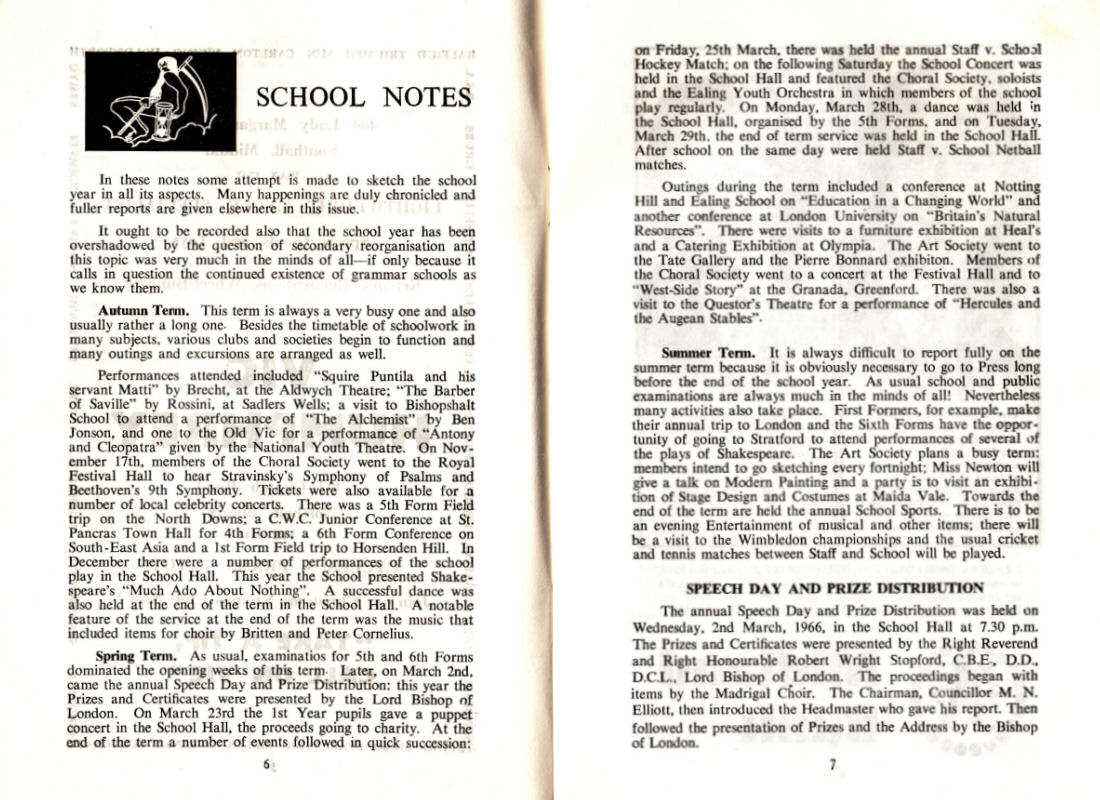 SCHOOL NOTES
In these notes some attempt is made to sketch the school
year in all its aspects. Many happenings are duly chronicled and
fuller reports are given elsewhere in this issue.
It ought to be recorded also that the school year has been
overshadowed by the question of secondary reorganisation and
this topic was very much in the minds of all—if only because it
calls in question the continued existence of grammar schools as
we know them.
Autumn Term. This term is always a very busy one and also
usually rather a long one. Besides the timetable of schoolwork in
many subjects, various clubs and societies begin to function and
many outings and excursions are arranged as well.
Performances attended included "Squire Puntila and his
servant Matti" by Brecht, at the Aldwych Theatre; "The Barber
of Saville" by Rossini, at Sadlers Wells; a visit to Bishopshalt
School to attend a performance of "The Alchemist" by Ben
Jonson, and one to the Old Vic for a performance of "Antony
and Cleopatra" given by the National Youth Theatre. On Nov-
ember 17th, members of the Choral Society went to the Royal
Festival Hall to hear Stravinsky's Symphony of Psalms and
Beethoven's 9th Symphony. Tickets were also available for a
number of local celebrity concerts. There was a 5th Form Field
trip on the North Downs; a C.W.C. Junior Conference at St.
Pancras Town Hall for 4th Forms; a 6th Form Conference on
South-East Asia and a 1st Form Field trip to Horsenden Hill. In
December there were a number of performances of the school
play in the School Hall. This year the School presented Shake-
speare's "Much Ado About Nothing". A successful dance was
also held at the end of the term in the School Hall. A notable
feature of the service at the end of the term was the music that
included items for choir by Britten and Peter Cornelius.
Spring Term. As usual, examinatios for 5th and 6th Forms
dominated the opening weeks of this term. Later, on March 2nd,
came the annual Speech Day and Prize Distribution: this year the
Prizes and Certificates were presented by the Lord Bishop of
London. On March 23rd the 1st Year pupils gave a puppet
concert in the School Hall, the proceeds going to charity. At the
end of the term a number of events followed in quick succession:
6
on Friday, 25th March, there was held the annual Staff v. School
Hockey Match; on the following Saturday the School Concert was
held in the School Hall and featured the Choral Society, soloists
and the Ealing Youth Orchestra in which members of the school
play regularly. On Monday, March 28th, a dance was held in
the School Hall, organised by the 5th Forms, and on Tuesday,
March 29th, the end of term service was held in the School Hall.
After school on the same day were held Staff v. School Netball
matches.
Outings during the term included a conference at Notting
Hill and Ealing School on "Education in a Changing World" and
another conference at London University on "Britain's Natural
Resources". There were visits to a furniture exhibition at Heal's
and a Catering Exhibition at Olympia. The Art Society went to
the Tate Gallery and the Pierre Bonnard exhibiton. Members of
the Choral Society went to a concert at the Festival Hall and to
"West-Side Story" at the Granada, Greenford. There was also a
visit to the Questor's Theatre for a performance of "Hercules and
the Augean Stables".
Summer Term. It is always difficult to report fully on the
summer term because it is obviously necessary to go to Press long
before the end of the school year. As usual school and public
examinations are always much in the minds of all! Nevertheless
many activities also take place. First Formers, for example, make
their annual trip to London and the Sixth Forms have the oppor-
tunity of going to Stratford to attend performances of several of
the plays of Shakespeare. The Art Society plans a busy term:
members intend to go sketching every fortnight; Miss Newton will
give a talk on Modern Painting and a party is to visit an exhibi-
tion of Stage Design and Costumes at Maida Vale. Towards the
end of the term are held the annual School Sports. There is to be
an evening Entertainment of musical and other items; there will
be a visit to the Wimbledon championships and the usual cricket
and tennis matches between Staff and School will be played.
SPEECH DAY AND PRIZE DISTRIBUTION
The annual Speech Day and Prize Distribution was held on
Wednesday, 2nd March, 1966, in the School Hall at 7.30 p.m.
The Prizes and Certificates were presented by the Right Reverend
and Right Honourable Robert Wright Stopford, C.B.E., D.D.,
D.C.L., Lord Bishop of London. The proceedings began with
items by the Madrigal Choir. The Chairman, Councillor M. N.
Elliott, then introduced the Headmaster who gave his report. Then
followed the presentation of Prizes and the Address by the Bishop
of London.
7